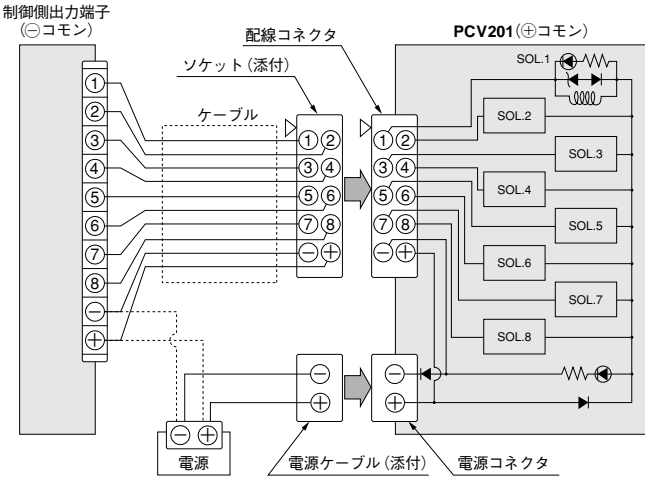 制御側出力端子
(⊖コモン)
配線コネクタ
PCV201(⊕コモン)
ソケット(添付)
ケーブル
SOL.1
SOL.2
SOL.3
SOL.4
SOL.5
SOL.6
SOL.7
SOL.8
①
②
③
④
⑤
⑥
⑦
⑧
⊖
⊕
①②
③④
⑤⑥
⑦⑧
⊖⊕
①②
③④
⑤⑥
⑦⑧
⊖⊕
⊖
⊕
⊖
⊕
⊖ ⊕
電源
電源ケーブル(添付)
電源コネクタ